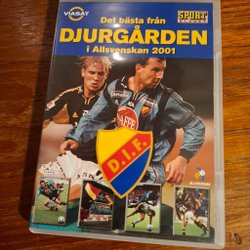 VIASAT
SPORT
Det bästa från
DJURGÅRDEN
i Allsvenskan 2001
D.I.F.